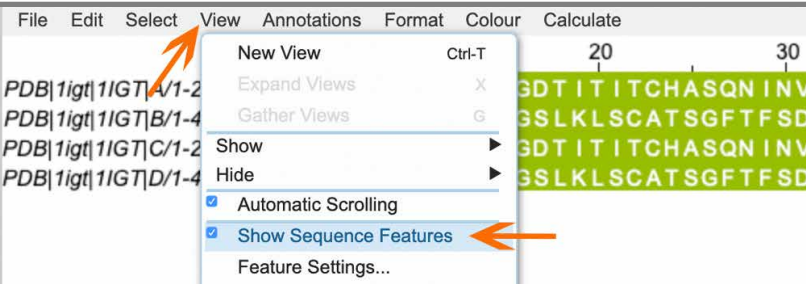 File Edit Select View Annotations Format Colour Calculate
New View Ctrl-T
20 30
Expand Views X
PDB|1igt|1IGT|A/1-2 GDTITITCHASQNINV
Gather Views G
PDB|1igt|1IGT|B/1-4 GSLKLSCATSGFTFSD
Show
PDB|1igt|1IGT|C/1-2 GDTITITCHASQNINV
Hide
PDB|1igt|1IGT|D/1-4 GSLKLSCATSGFTFSD
Automatic Scrolling
Show Sequence Features
Feature Settings...